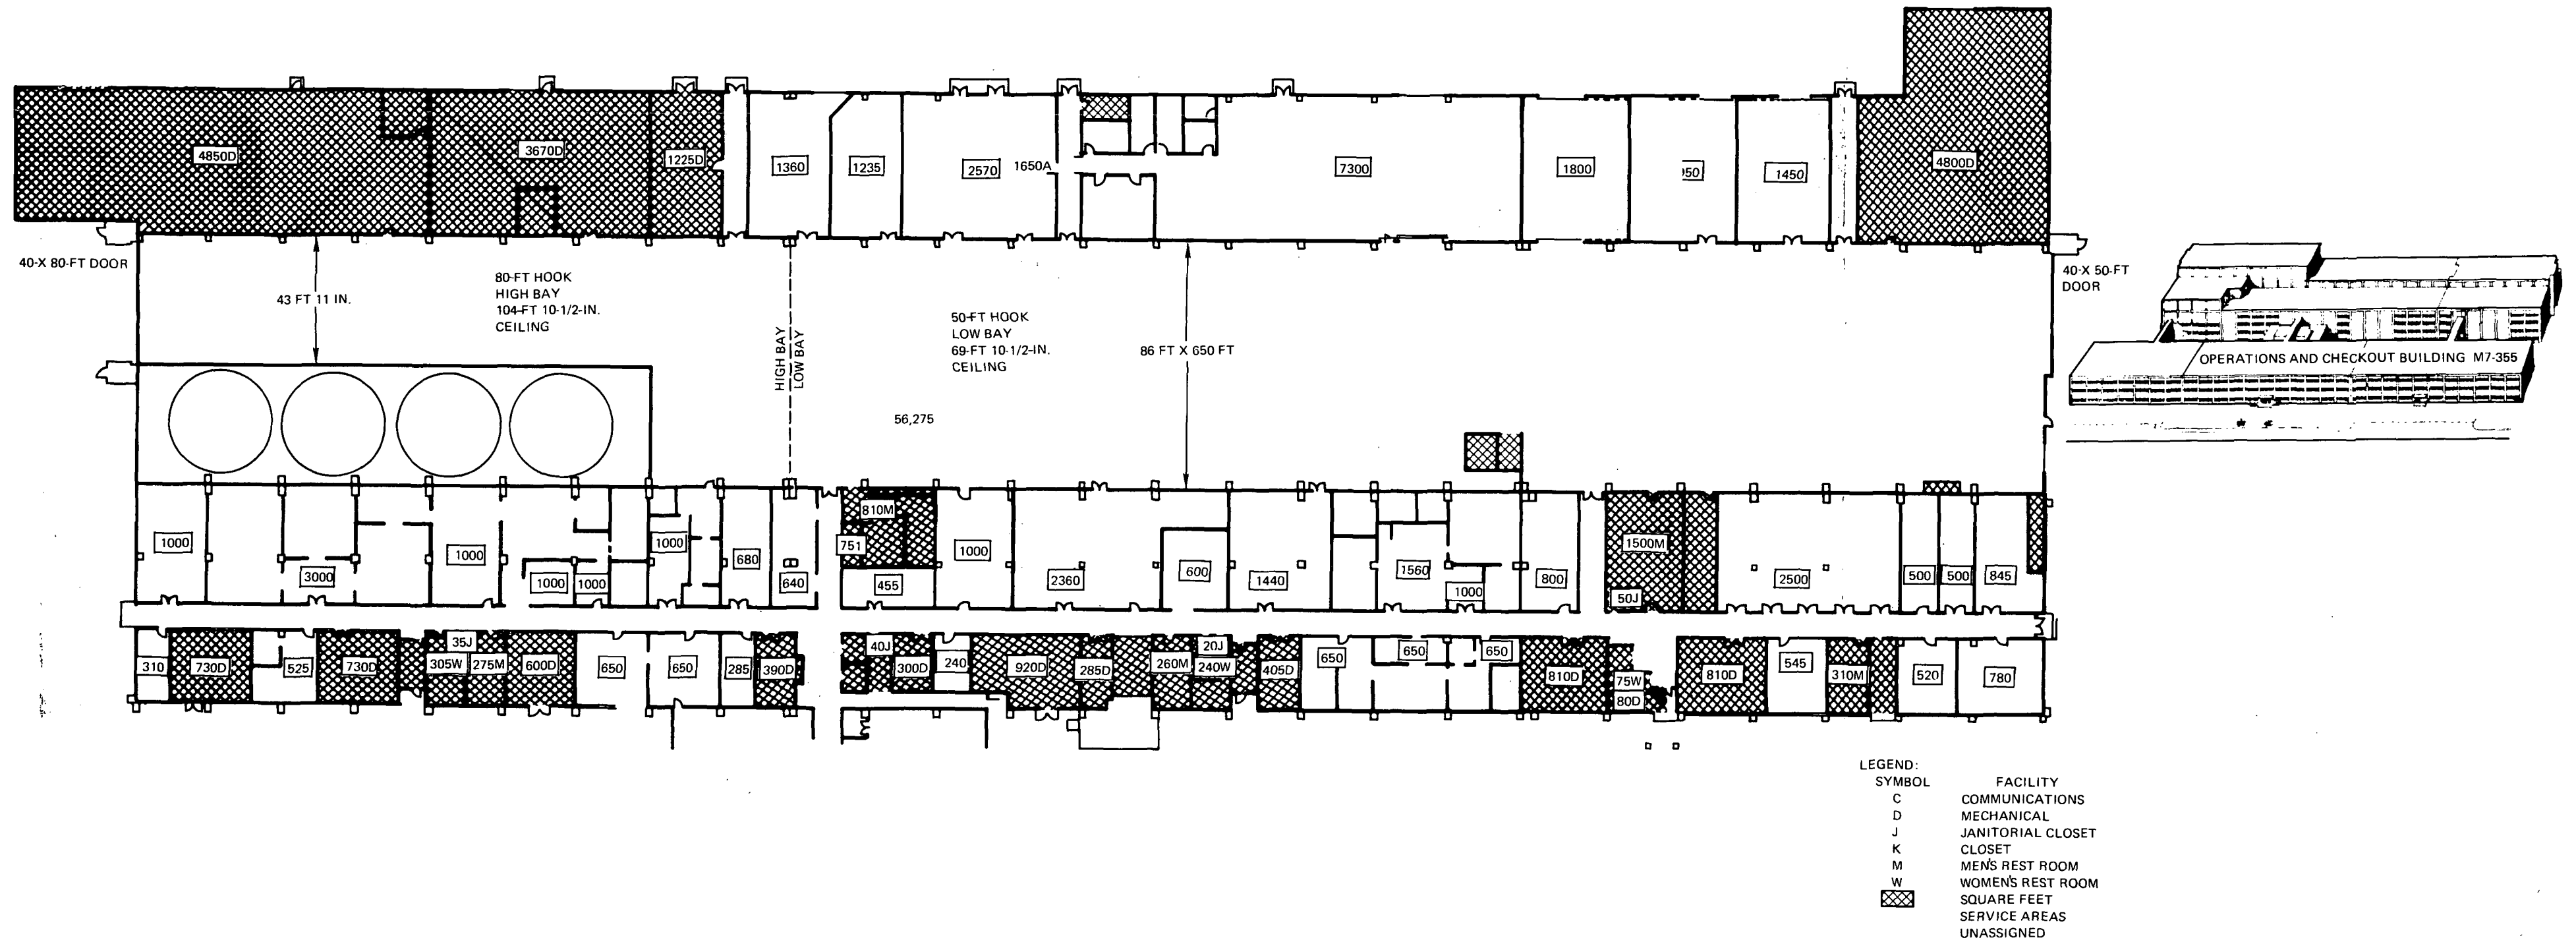 4850D
3670D
1225D
1360
1235
2570
1650A
7300
1800
1450
4800D
40-X 80-FT DOOR
43 FT 11 IN.
80-FT HOOK
HIGH BAY
104-FT 10-1/2-IN.
CEILING
HIGH BAY
LOW BAY
50-FT HOOK
LOW BAY
69-FT 10-1/2-IN.
CEILING
86 FT X 650 FT
56,275
40-X 50-FT
DOOR
OPERATIONS AND CHECKOUT BUILDING M7-355
1000
3000
1000
1000
1000
1000
680
640
810M
751
455
1000
2360
600
1440
1560
1000
800
1500M
50J
2500
500
500
845
310
730D
525
730D
35J
305W
275M
600D
650
650
285
390D
40J
300D
240
920D
285D
260M
20J
240W
405D
650
650
650
810D
75W
80D
810D
545
310M
520
780
LEGEND:
SYMBOL FACILITY
C COMMUNICATIONS
D MECHANICAL
J JANITORIAL CLOSET
K CLOSET
M MEN'S REST ROOM
W WOMEN'S REST ROOM
SQUARE FEET
SERVICE AREAS
UNASSIGNED